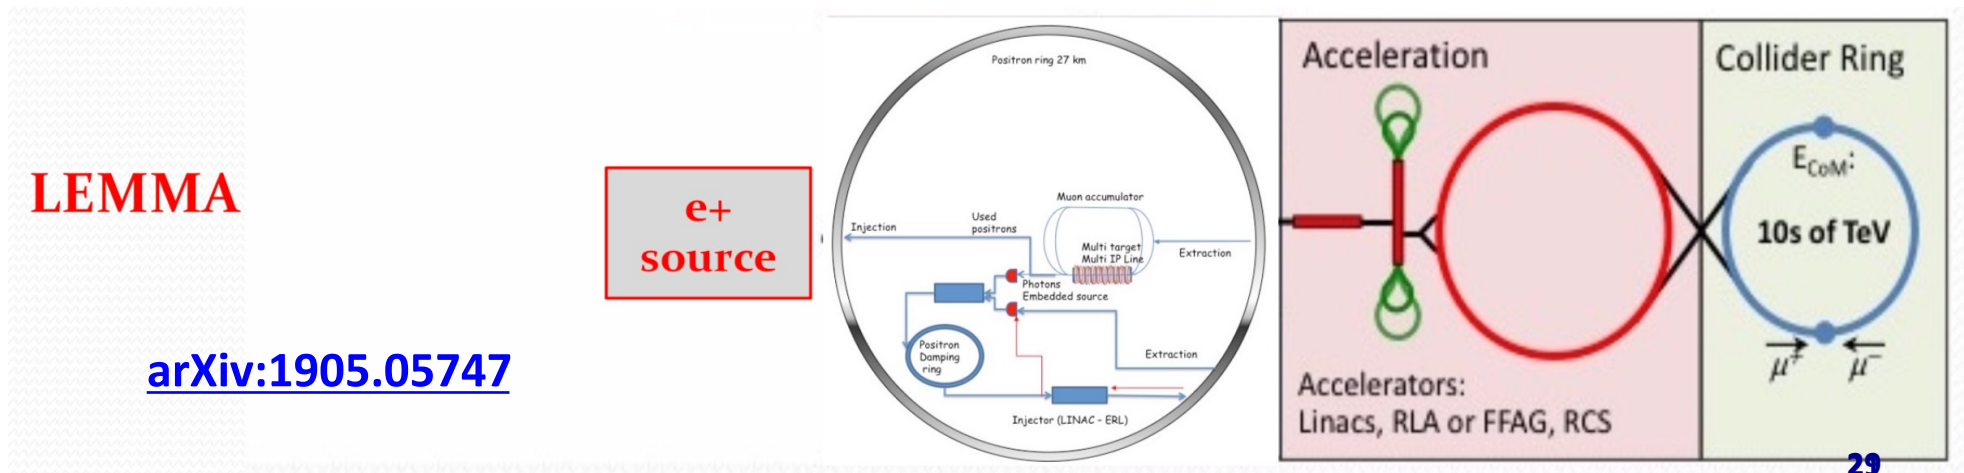 LEMMA
e+
source
arXiv:1905.05747
Positron ring 27 km
Muon accumulator
Used
positrons
Injection
Multi target
Multi IP Line
Extraction
Photons
Embedded source
Positron
Damping
ring
Extraction
Injector (LINAC - ERL)
Acceleration
Accelerators:
Linacs, RLA or FFAG, RCS
Collider Ring
E_CoM:
10s of TeV
μ+ μ-
29